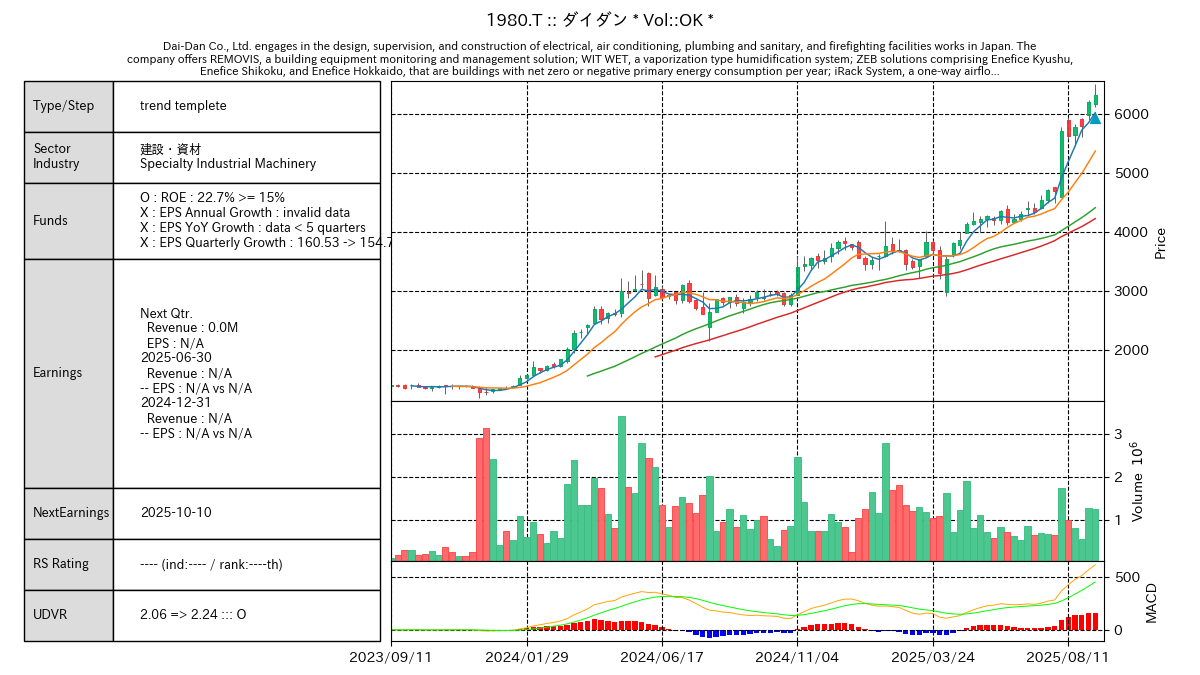 1980.T :: ダイダン * Vol::OK *
Dai-Dan Co., Ltd. engages in the design, supervision, and construction of electrical, air conditioning, plumbing and sanitary, and firefighting facilities works in Japan. The
company offers REMOVIS, a building equipment monitoring and management solution; WIT WET, a vaporization type humidification system; ZEB solutions comprising Enefice Kyushu,
Enefice Shikoku, and Enefice Hokkaido, that are buildings with net zero or negative primary energy consumption per year; iRack System, a one-way airflo...
Type/Step
trend templete
Sector
Industry
建設・資材
Specialty Industrial Machinery
Funds
O : ROE : 22.7% >= 15%
X : EPS Annual Growth : invalid data
X : EPS YoY Growth : data < 5 quarters
X : EPS Quarterly Growth : 160.53 -> 154.7
Earnings
Next Qtr.
Revenue : 0.0M
EPS : N/A
2025-06-30
Revenue : N/A
-- EPS : N/A vs N/A
2024-12-31
Revenue : N/A
-- EPS : N/A vs N/A
NextEarnings
2025-10-10
RS Rating
---- (ind:---- / rank:----th)
UDVR
2.06 => 2.24 ::: O
6000
5000
4000
3000
2000
Price
3
2
1
Volume 10^6
500
0
MACD
2023/09/11
2024/01/29
2024/06/17
2024/11/04
2025/03/24
2025/08/11